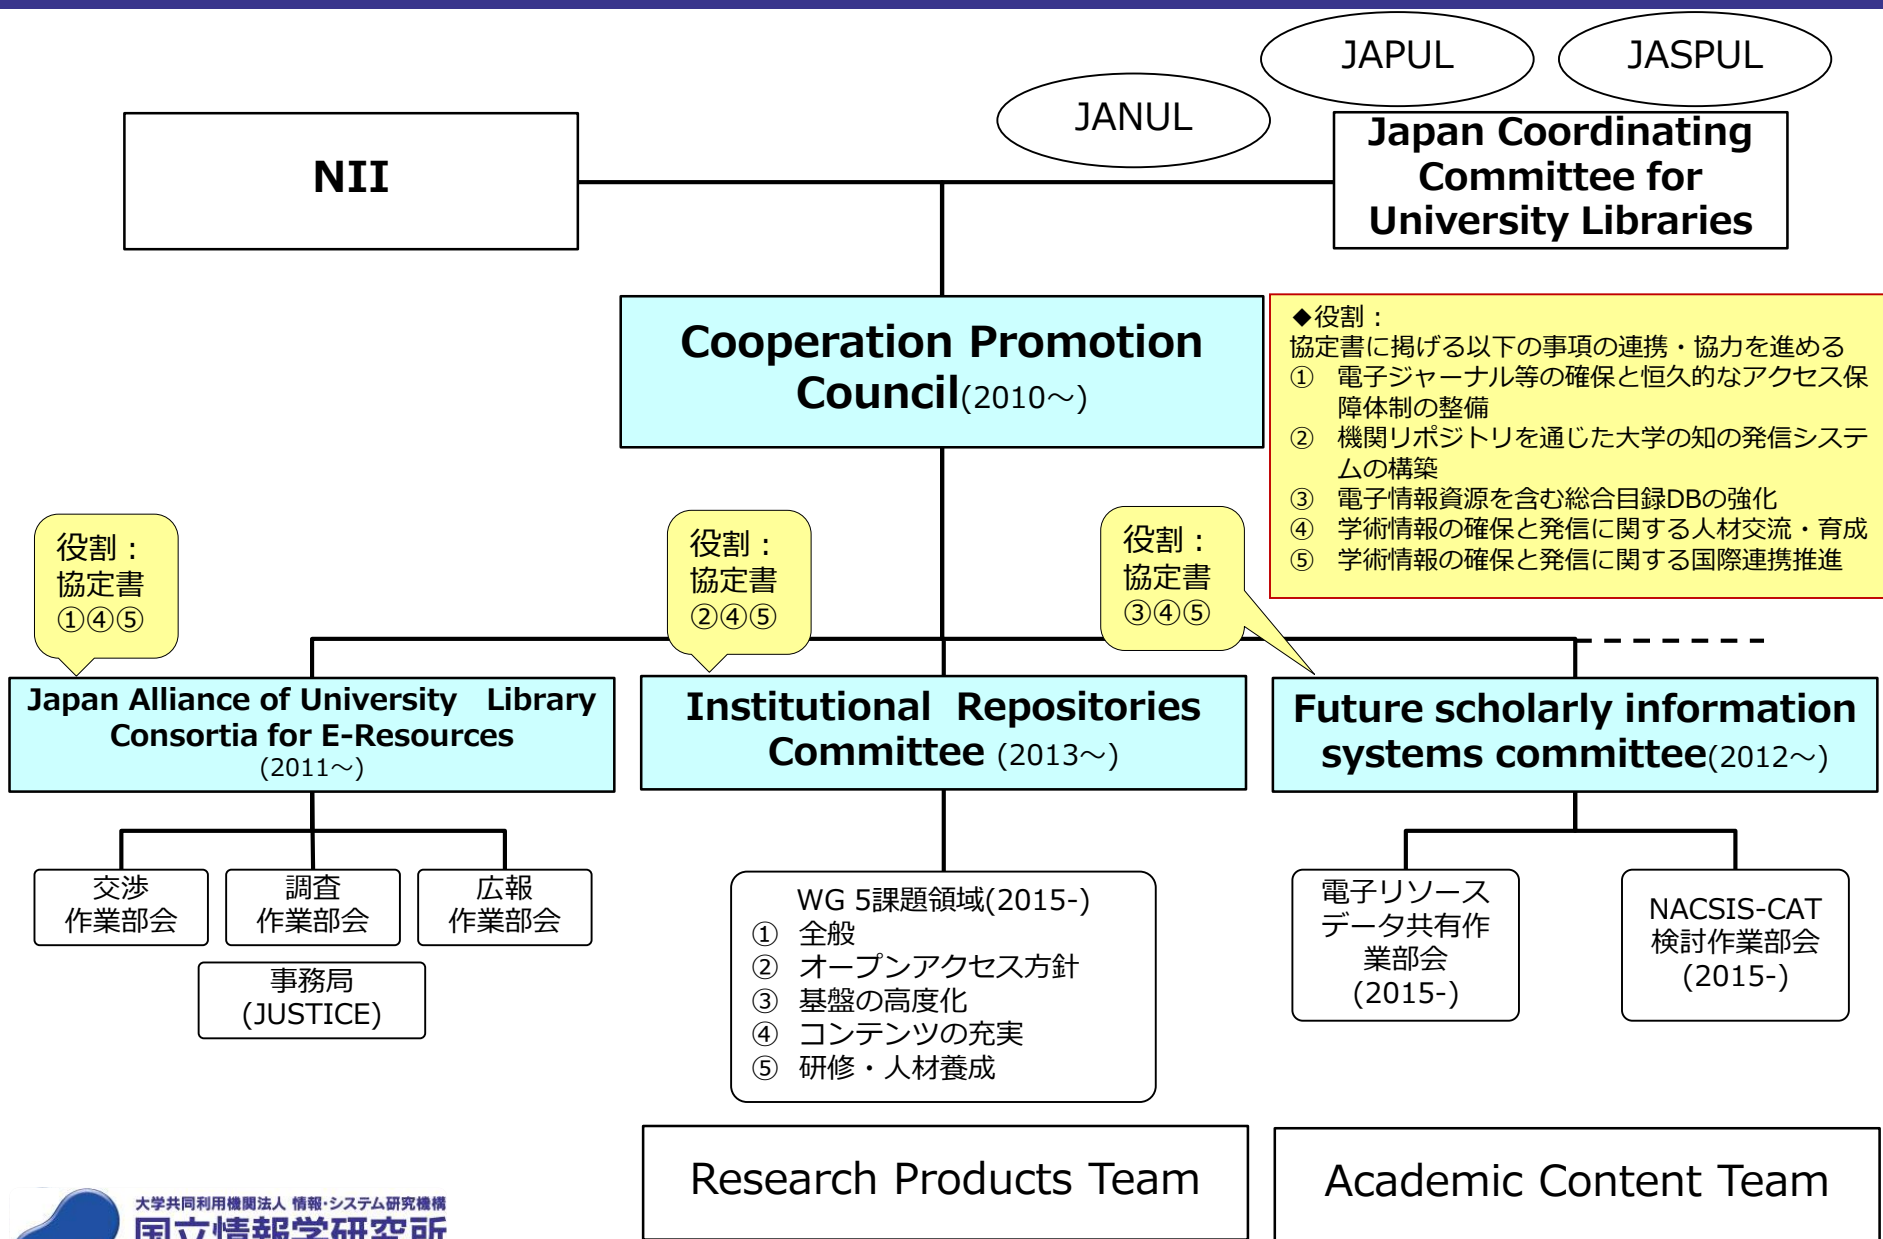 JAPUL
JASPUL
JANUL
NII
Japan Coordinating
Committee for
University Libraries
Cooperation Promotion
Council(2010～)
◆役割：
協定書に掲げる以下の事項の連携・協力を進める
① 電子ジャーナル等の確保と恒久的なアクセス保
障体制の整備
② 機関リポジトリを通じた大学の知の発信システ
ムの構築
③ 電子情報資源を含む総合目録DBの強化
④ 学術情報の確保と発信に関する人材交流・育成
⑤ 学術情報の確保と発信に関する国際連携推進
役割：
協定書
①④⑤
役割：
協定書
②④⑤
役割：
協定書
③④⑤
Japan Alliance of University Library
Consortia for E-Resources
(2011～)
Institutional Repositories
Committee (2013～)
Future scholarly information
systems committee(2012～)
交渉
作業部会
調査
作業部会
広報
作業部会
事務局
(JUSTICE)
WG 5課題領域(2015-)
① 全般
② オープンアクセス方針
③ 基盤の高度化
④ コンテンツの充実
⑤ 研修・人材養成
電子リソース
データ共有作
業部会
(2015-)
NACSIS-CAT
検討作業部会
(2015-)
Research Products Team
Academic Content Team
大学共同利用機関法人 情報・システム研究機構
国立情報学研究所